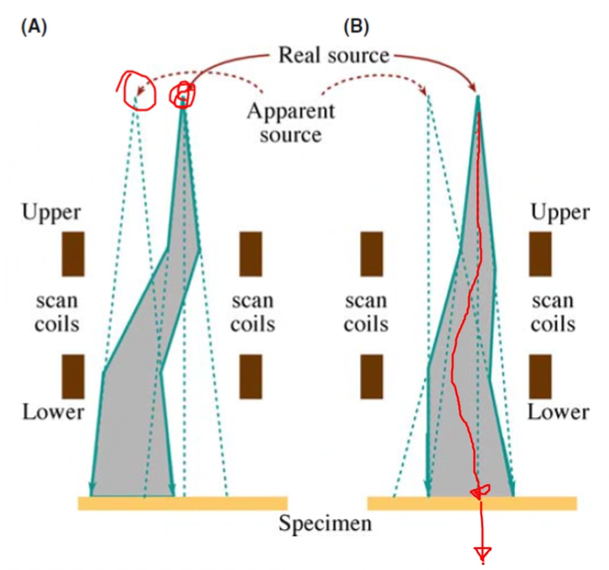 (A)
(B)
Real source
Apparent
source
Upper
Upper
scan
coils
scan
coils
scan
coils
scan
coils
Lower
Lower
Specimen